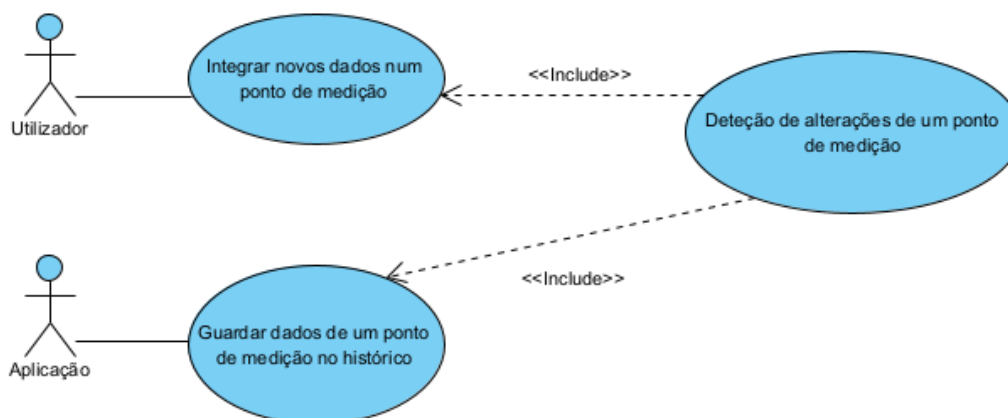 Integrar novos dados num
ponto de medição
<<Include>>
Deteção de alterações de um ponto
de medição
Utilizador
<<Include>>
Guardar dados de um ponto
de medição no histórico
Aplicação